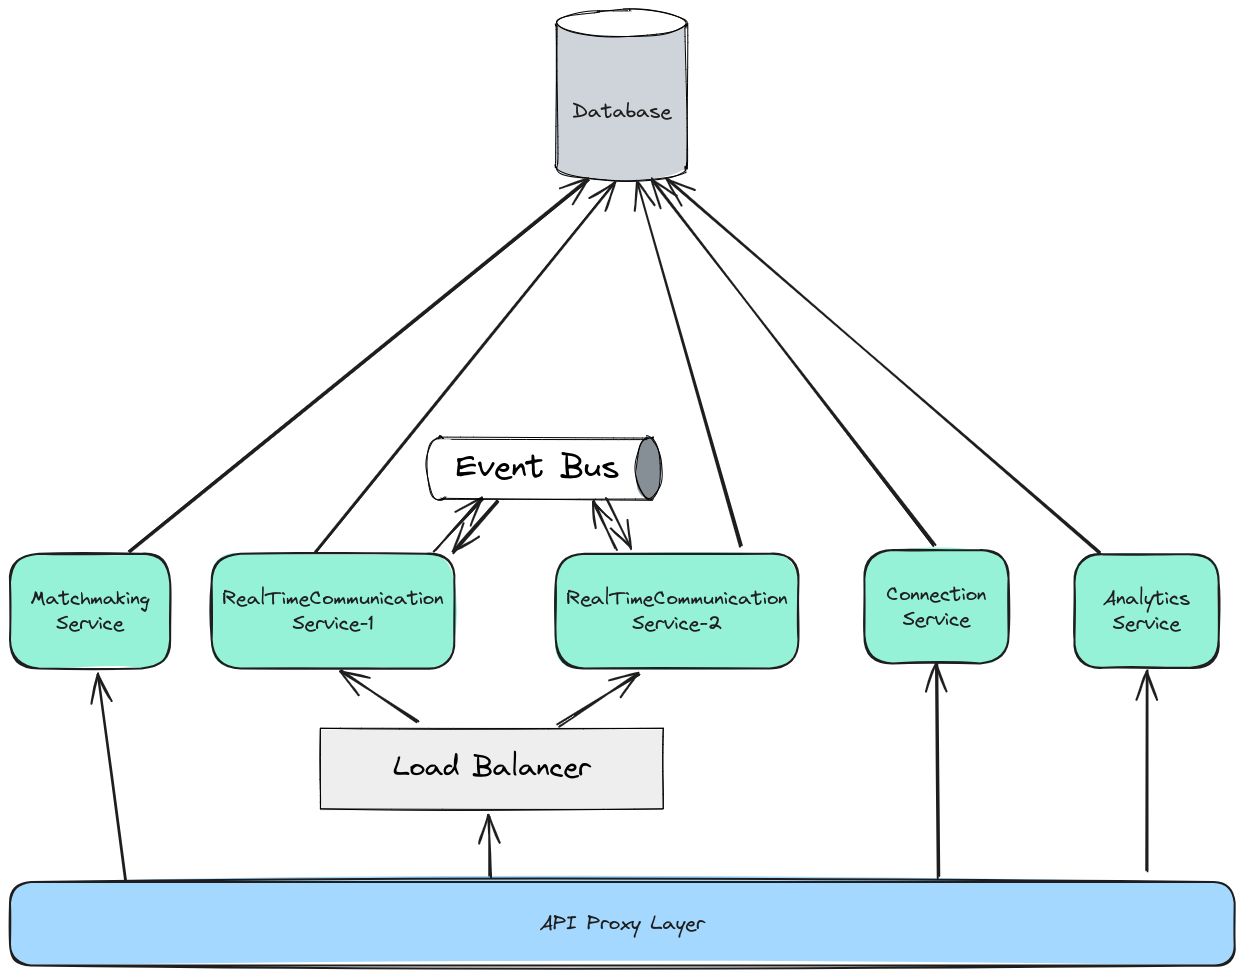 Database
Event Bus
Matchmaking
Service
RealTimeCommunication
Service-1
RealTimeCommunication
Service-2
Connection
Service
Analytics
Service
Load Balancer
API Proxy Layer